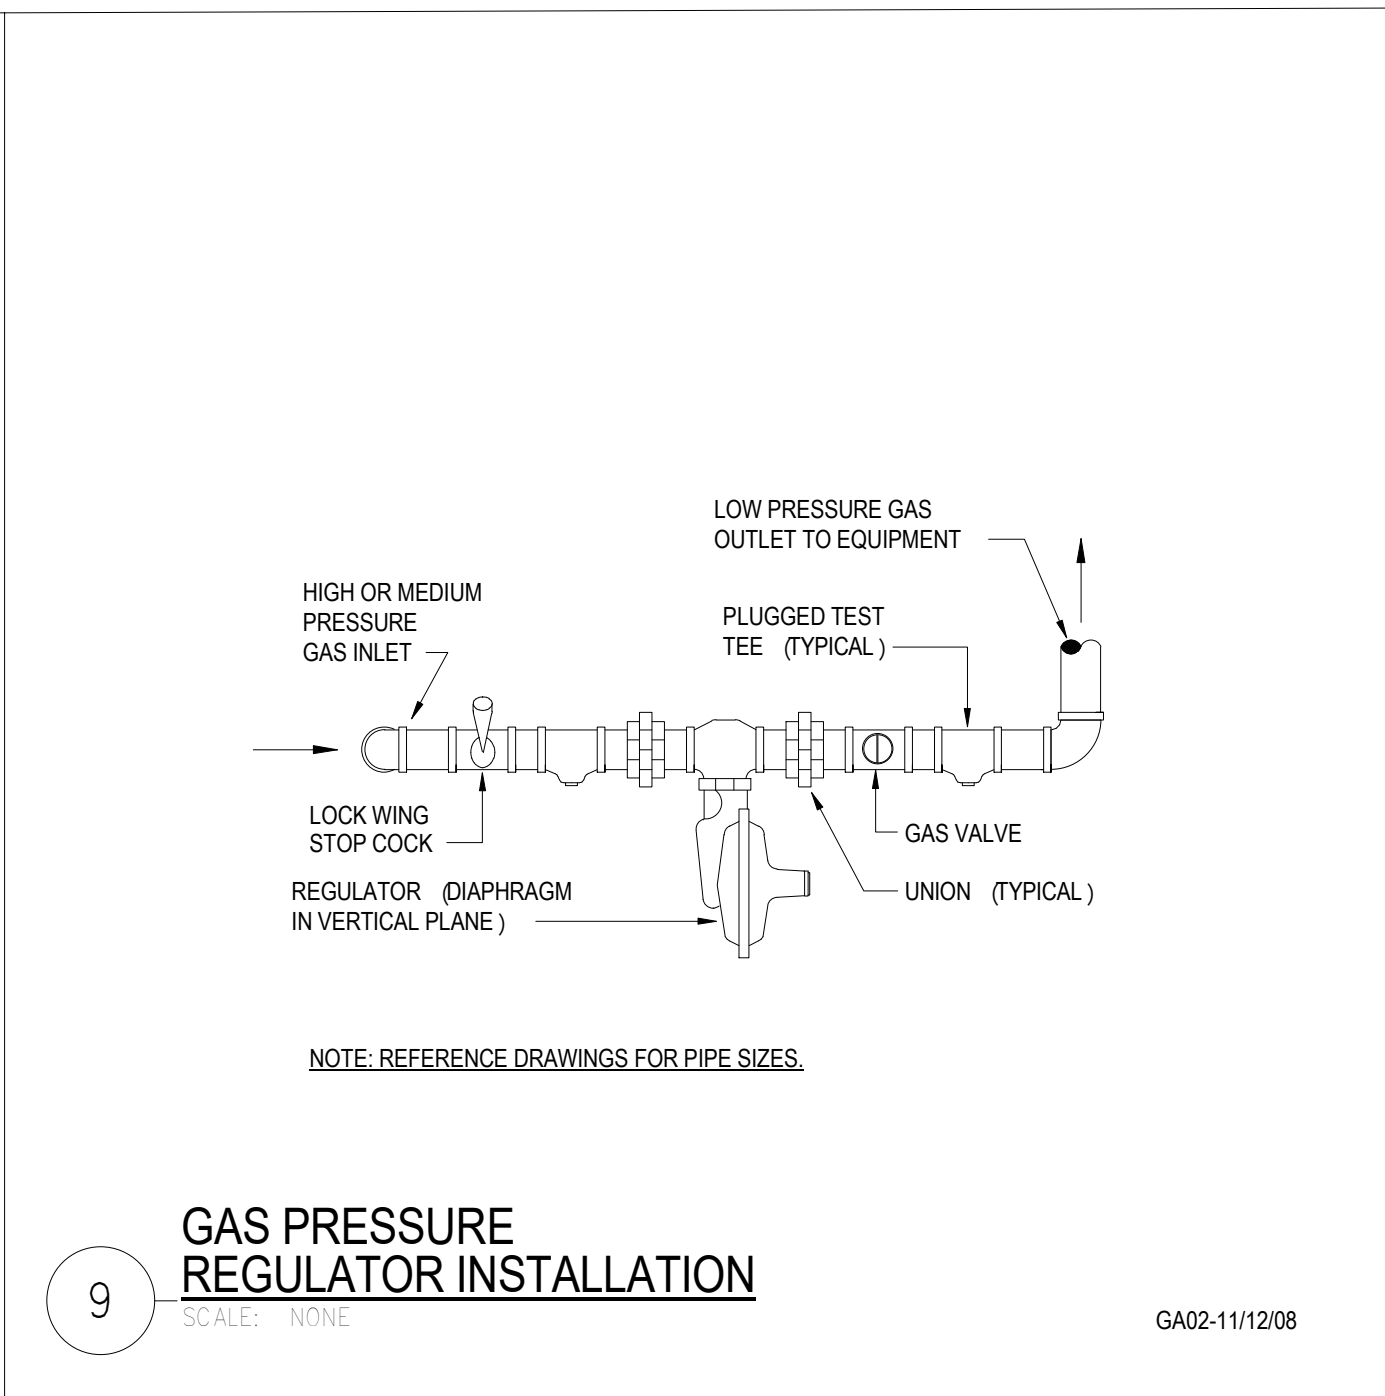 LOW PRESSURE GAS
OUTLET TO EQUIPMENT
HIGH OR MEDIUM
PRESSURE
GAS INLET
PLUGGED TEST
TEE (TYPICAL)
LOCK WING
STOP COCK
GAS VALVE
REGULATOR (DIAPHRAGM
IN VERTICAL PLANE)
UNION (TYPICAL)
NOTE: REFERENCE DRAWINGS FOR PIPE SIZES.
GAS PRESSURE
REGULATOR INSTALLATION
9
SCALE: NONE
GA02-11/12/08